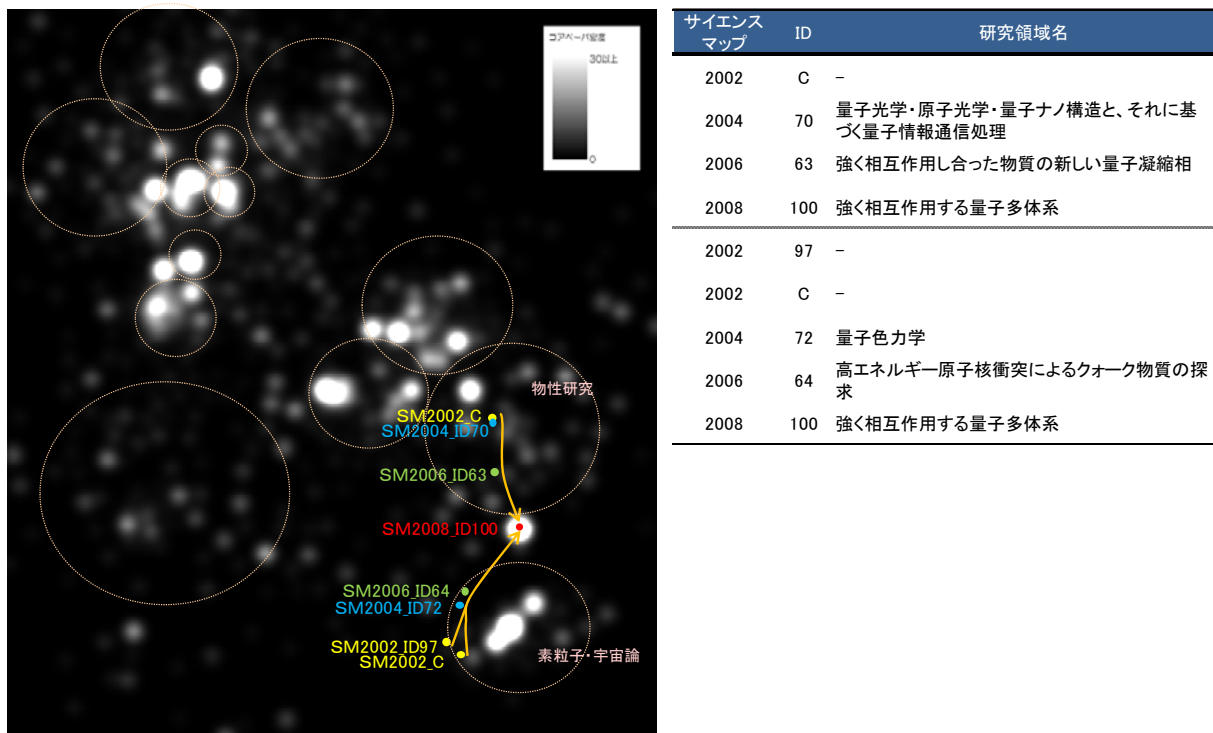 コアペーパ密度
30以上
0
物性研究
SM2002_C
SM2004_ID70
SM2006_ID63
SM2008_ID100
SM2006_ID64
SM2004_ID72
SM2002_ID97
SM2002_C
素粒子・宇宙論
サイエンス
マップ
ID
研究領域名
2002 C −
2004 70 量子光学・原子光学・量子ナノ構造と、それに基
づく量子情報通信処理
2006 63 強く相互作用し合った物質の新しい量子凝縮相
2008 100 強く相互作用する量子多体系
2002 97 −
2002 C −
2004 72 量子色力学
2006 64 高エネルギー原子核衝突によるクォーク物質の探
求
2008 100 強く相互作用する量子多体系